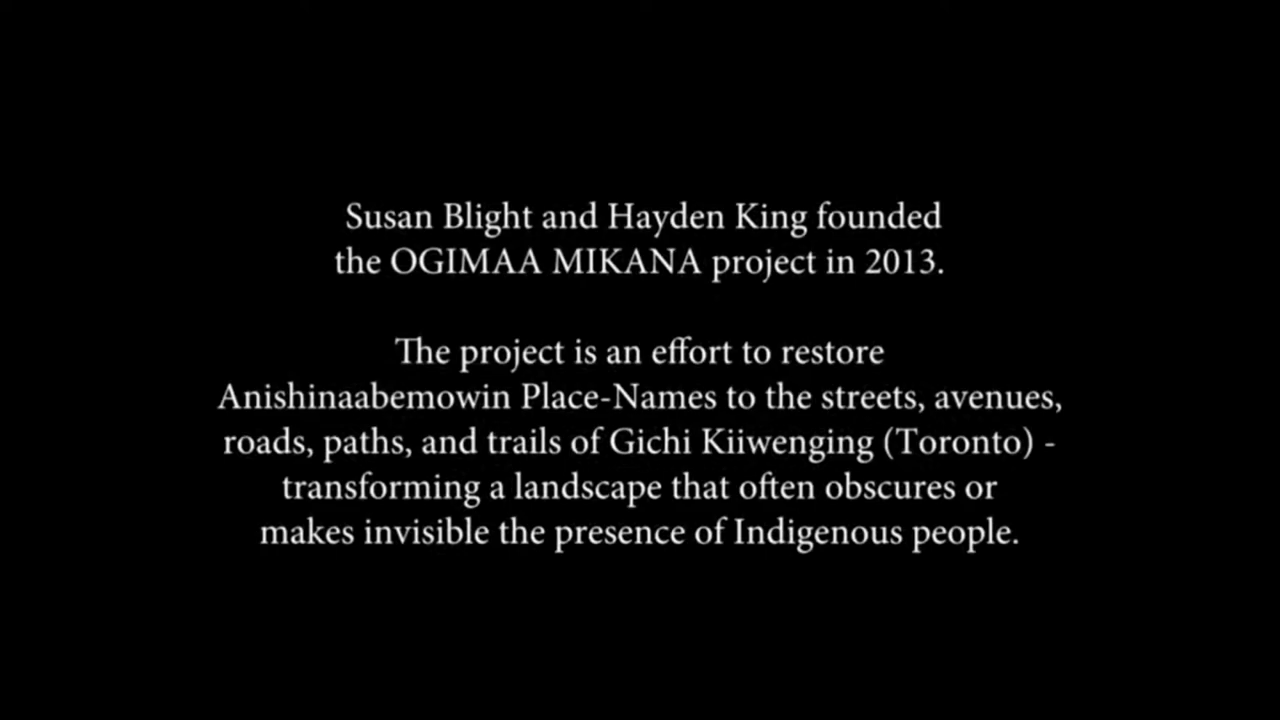 Susan Blight and Hayden King founded
the OGIMAA MIKANA project in 2013.
The project is an effort to restore
Anishinaabemowin Place-Names to the streets, avenues,
roads, paths, and trails of Gichi Kiiwenging (Toronto) -
transforming a landscape that often obscures or
makes invisible the presence of Indigenous people.